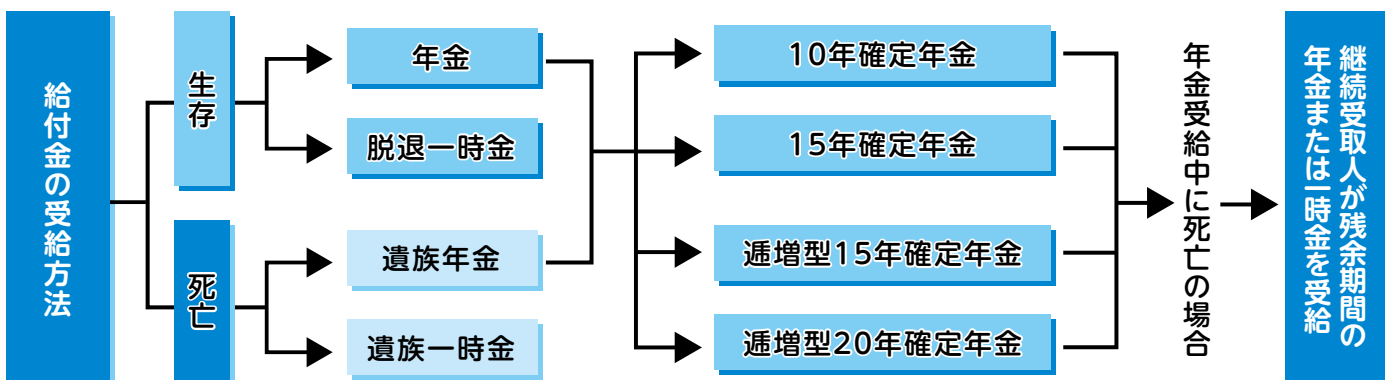 給付金の受給方法
生存
年金
脱退一時金
死亡
遺族年金
遺族一時金
10年確定年金
15年確定年金
逓増型15年確定年金
逓増型20年確定年金
年金受給中に死亡の場合
継続受取人が残余期間の
年金または一時金を受給